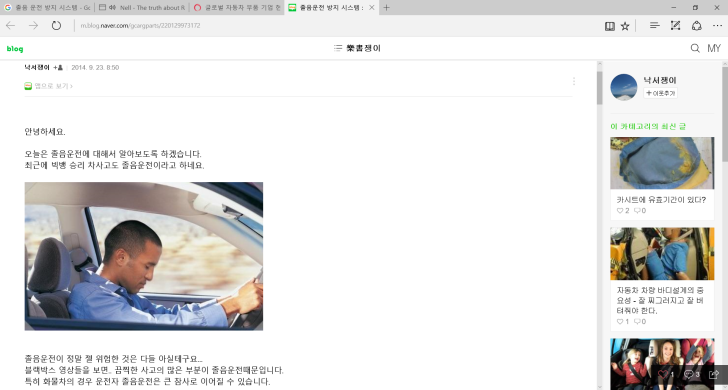 졸음 운전 방지 시스템 - Go
Nell - The truth about R
글로벌 자동차 부품 기업 현
졸음운전 방지 시스템 :
m.blog.naver.com/gcargparts/220129973172
blog
樂書쟁이
MY
낙서쟁이
2014. 9. 23. 8:50
앱으로 보기
안녕하세요.
오늘은 졸음운전에 대해서 알아보도록 하겠습니다.
최근에 빅뱅 승리 차사고도 졸음운전이라고 하네요.
졸음운전이 정말 젤 위험한 것은 다들 아실테구요...
블랙박스 영상들을 보면, 끔찍한 사고의 많은 부분이 졸음운전때문입니다.
특히 화물차의 경우 운전자 졸음운전은 큰 참사로 이어질 수 있습니다.
낙서쟁이
+이웃추가
이 카테고리의 최신 글
카시트에 유효기간이 있다?
2 0
자동차 차량 바디설계의 중
요성 - 잘 찌그러지고 잘 버
텨줘야 한다.
1 0
1 3